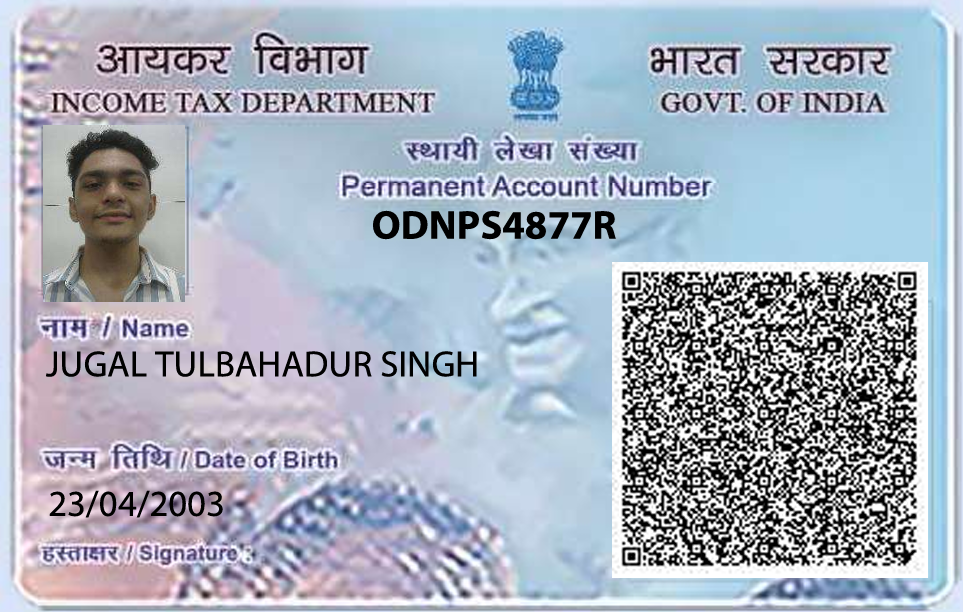 आयकर विभाग
INCOME TAX DEPARTMENT
भारत सरकार
GOVT. OF INDIA
स्थायी लेखा संख्या
Permanent Account Number
ODNPS4877R
नाम / Name
JUGAL TULBAHADUR SINGH
जन्म तिथि / Date of Birth
23/04/2003
हस्ताक्षर / Signature :